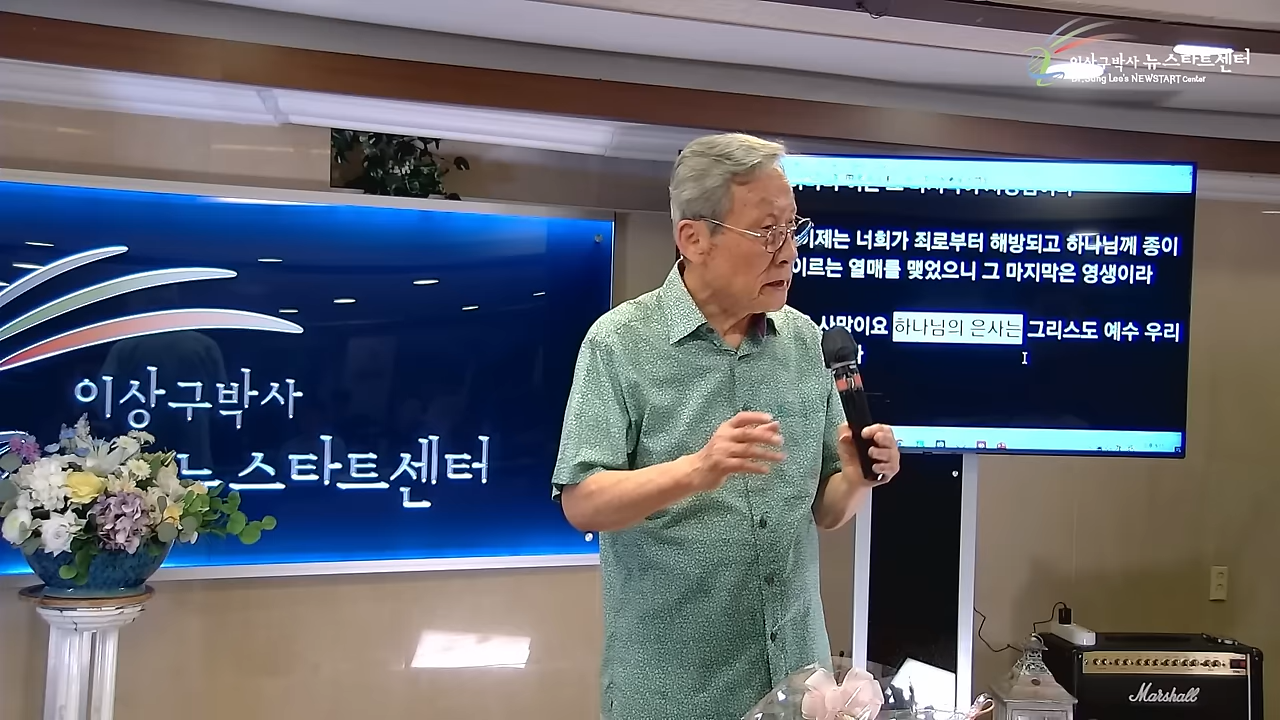 이상구박사 뉴스타트센터
Dr. Sang Lee's NEWSTART Center
이제는 너희가 죄로부터 해방되고 하나님께 종이
이르는 열매를 맺었으니 그 마지막은 영생이라
사망이요 하나님의 은사는 그리스도 예수 우리
이상구박사
뉴스타트센터
Marshall